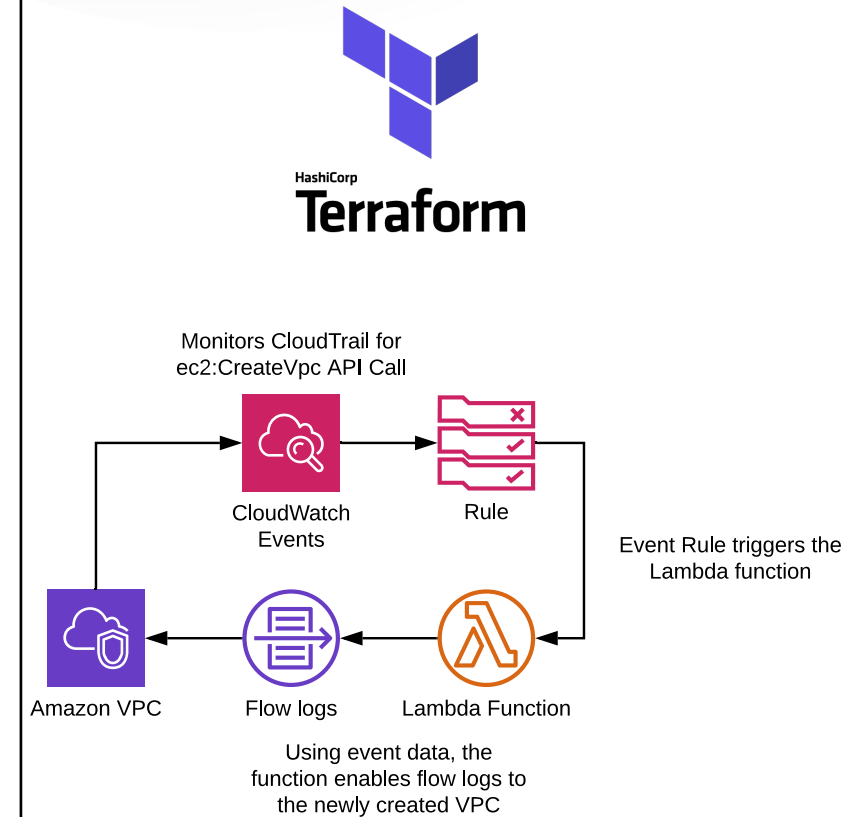 HashiCorp
Terraform
Monitors CloudTrail for
ec2:CreateVpc API Call
CloudWatch
Events
Rule
Event Rule triggers the
Lambda function
Amazon VPC
Flow logs
Lambda Function
Using event data, the
function enables flow logs to
the newly created VPC